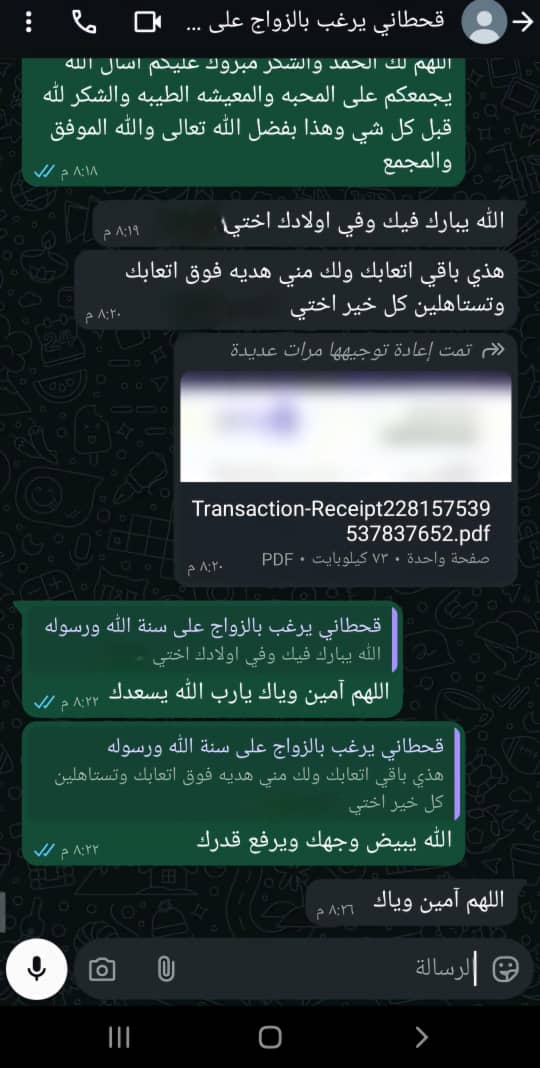 قحطاني يرغب بالزواج على ...
اللهم لك الحمد والشكر مبروك عليكم اسأل الله
يجمعكم على المحبه والمعيشه الطيبه والشكر لله
قبل كل شي وهذا بفضل الله تعالى والله الموفق
والمجمع
٨:١٨ م
الله يبارك فيك وفي اولادك اختي
٨:١٩ م
هذي باقي اتعابك ولك مني هديه فوق اتعابك
وتستاهلين كل خير اختي
٨:٢٠ م
تمت إعادة توجيهها مرات عديدة
Transaction-Receipt228157539
537837652.pdf
صفحة واحدة • ٧٣ كيلوبايت • PDF
٨:٢٠ م
قحطاني يرغب بالزواج على سنة الله ورسوله
الله يبارك فيك وفي اولادك اختي
اللهم آمين وياك يارب الله يسعدك
٨:٢٢ م
قحطاني يرغب بالزواج على سنة الله ورسوله
هذي باقي اتعابك ولك مني هديه فوق اتعابك وتستاهلين
كل خير اختي
الله يبيض وجهك ويرفع قدرك
٨:٢٢ م
اللهم آمين وياك
٨:٢٦ م
الرسالة